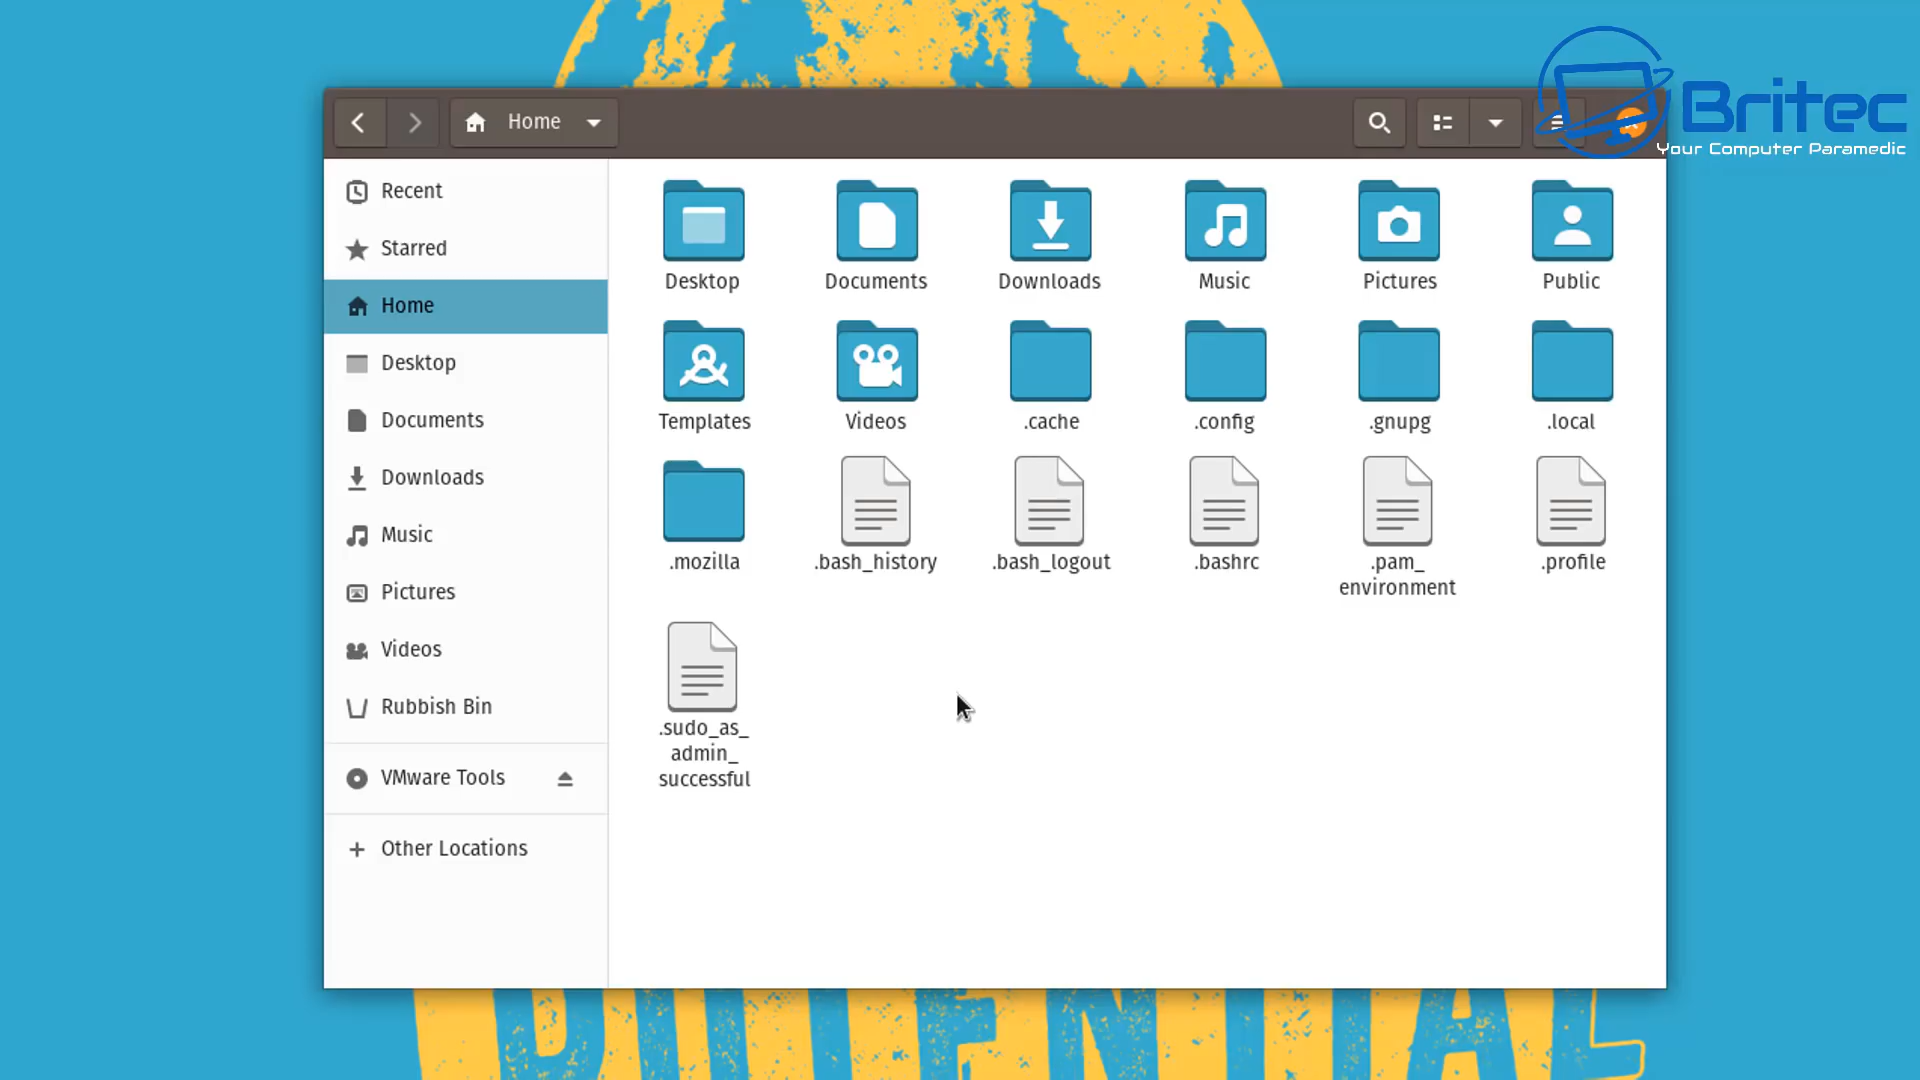 Home
Britec
Your Computer Paramedic
Recent
Starred
Home
Desktop
Documents
Downloads
Music
Pictures
Videos
Rubbish Bin
VMware Tools
Other Locations
Desktop
Documents
Downloads
Music
Pictures
Public
Templates
Videos
.cache
.config
.gnupg
.local
.mozilla
.bash_history
.bash_logout
.bashrc
.pam_
environment
.profile
.sudo_as_
admin_
successful